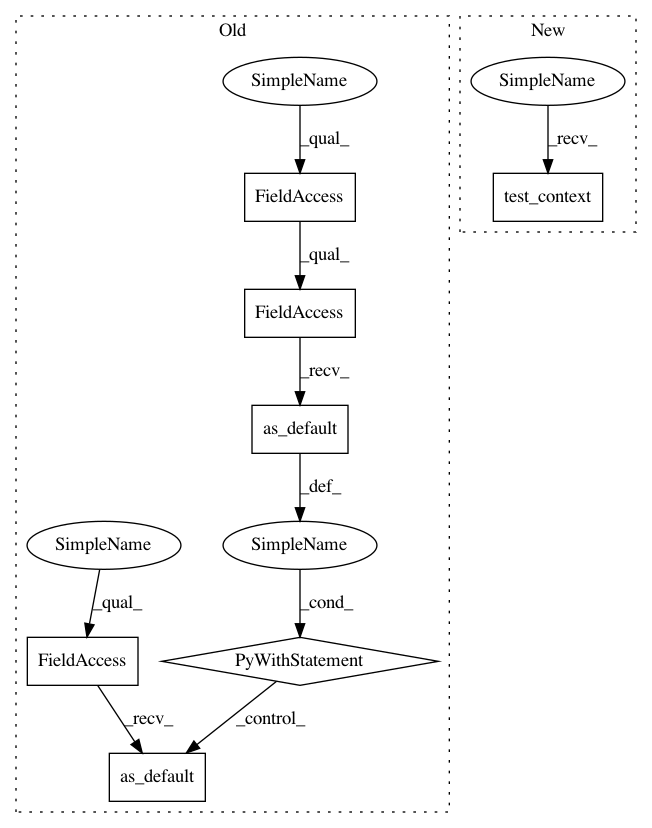 Old
New
SimpleName
SimpleName
_qual_
_recv_
FieldAccess
test_context
_qual_
FieldAccess
_recv_
as_default
_def_
SimpleName
SimpleName
_qual_
_cond_
FieldAccess
PyWithStatement
_recv_
_control_
as_default